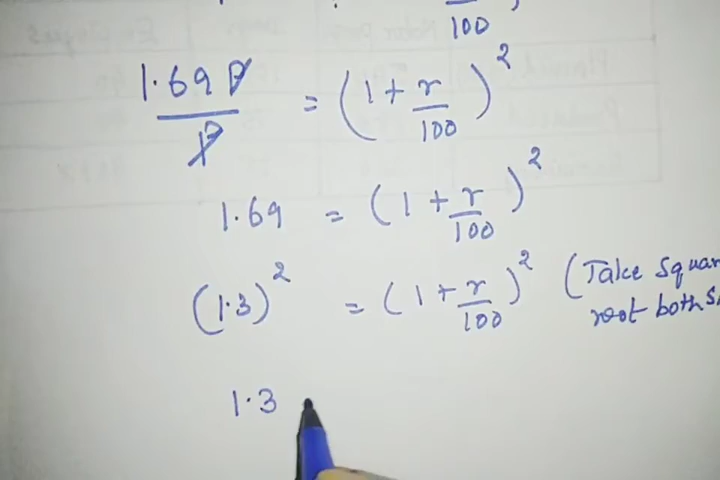 100
1.69 P / P = (1 + r/100)²
1.69 = (1 + r/100)²
(1.3)² = (1 + r/100)² (Take Squar
root both S
1.3